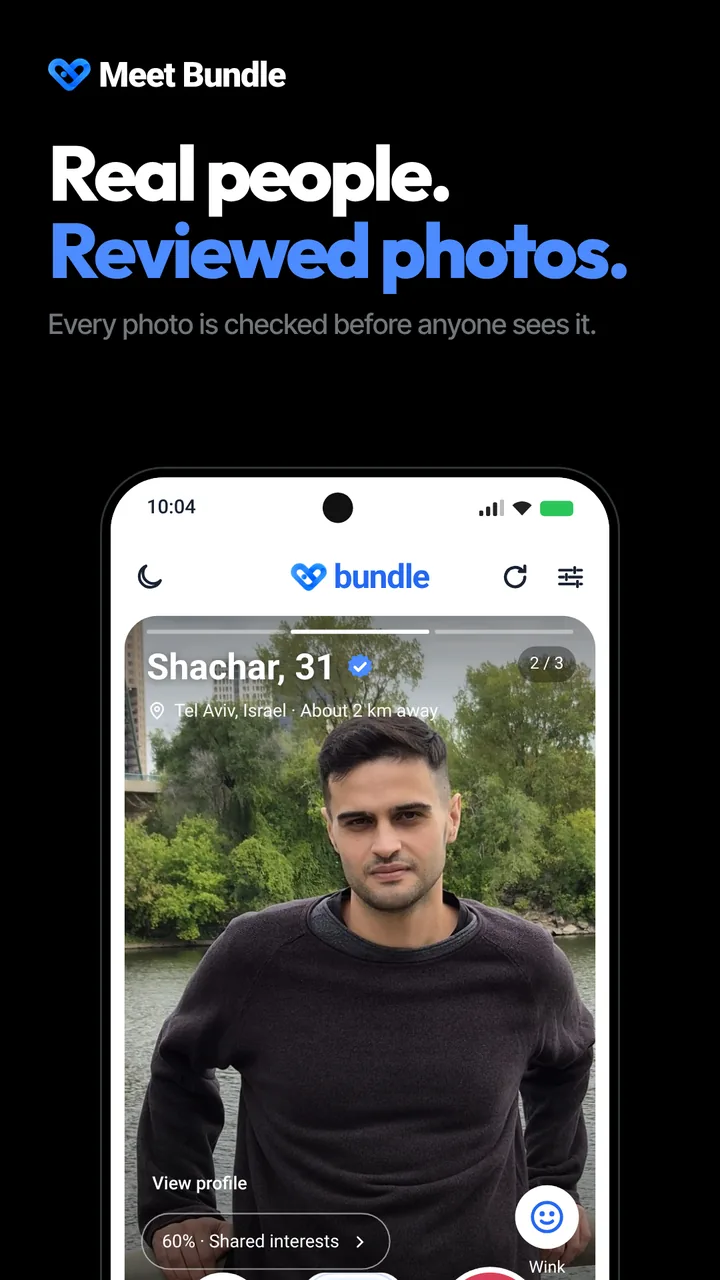 Meet Bundle
Real people.
Reviewed photos.
Every photo is checked before anyone sees it.
10:04
bundle
Shachar, 31
2 / 3
Tel Aviv, Israel · About 2 km away
View profile
60% · Shared interests
Wink